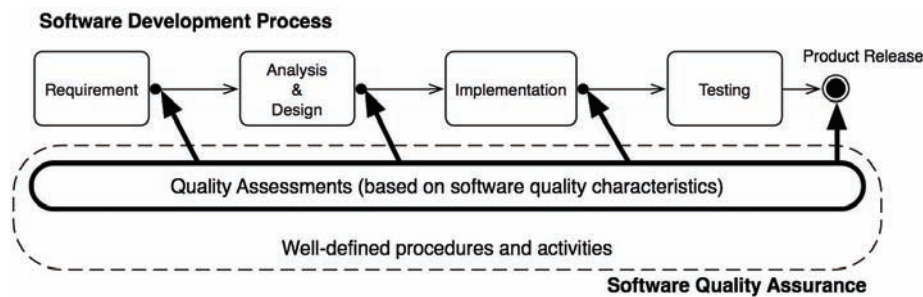 Software Development Process
Product Release
Requirement
Analysis
&
Design
Implementation
Testing
Quality Assessments (based on software quality characteristics)
Well-defined procedures and activities
Software Quality Assurance